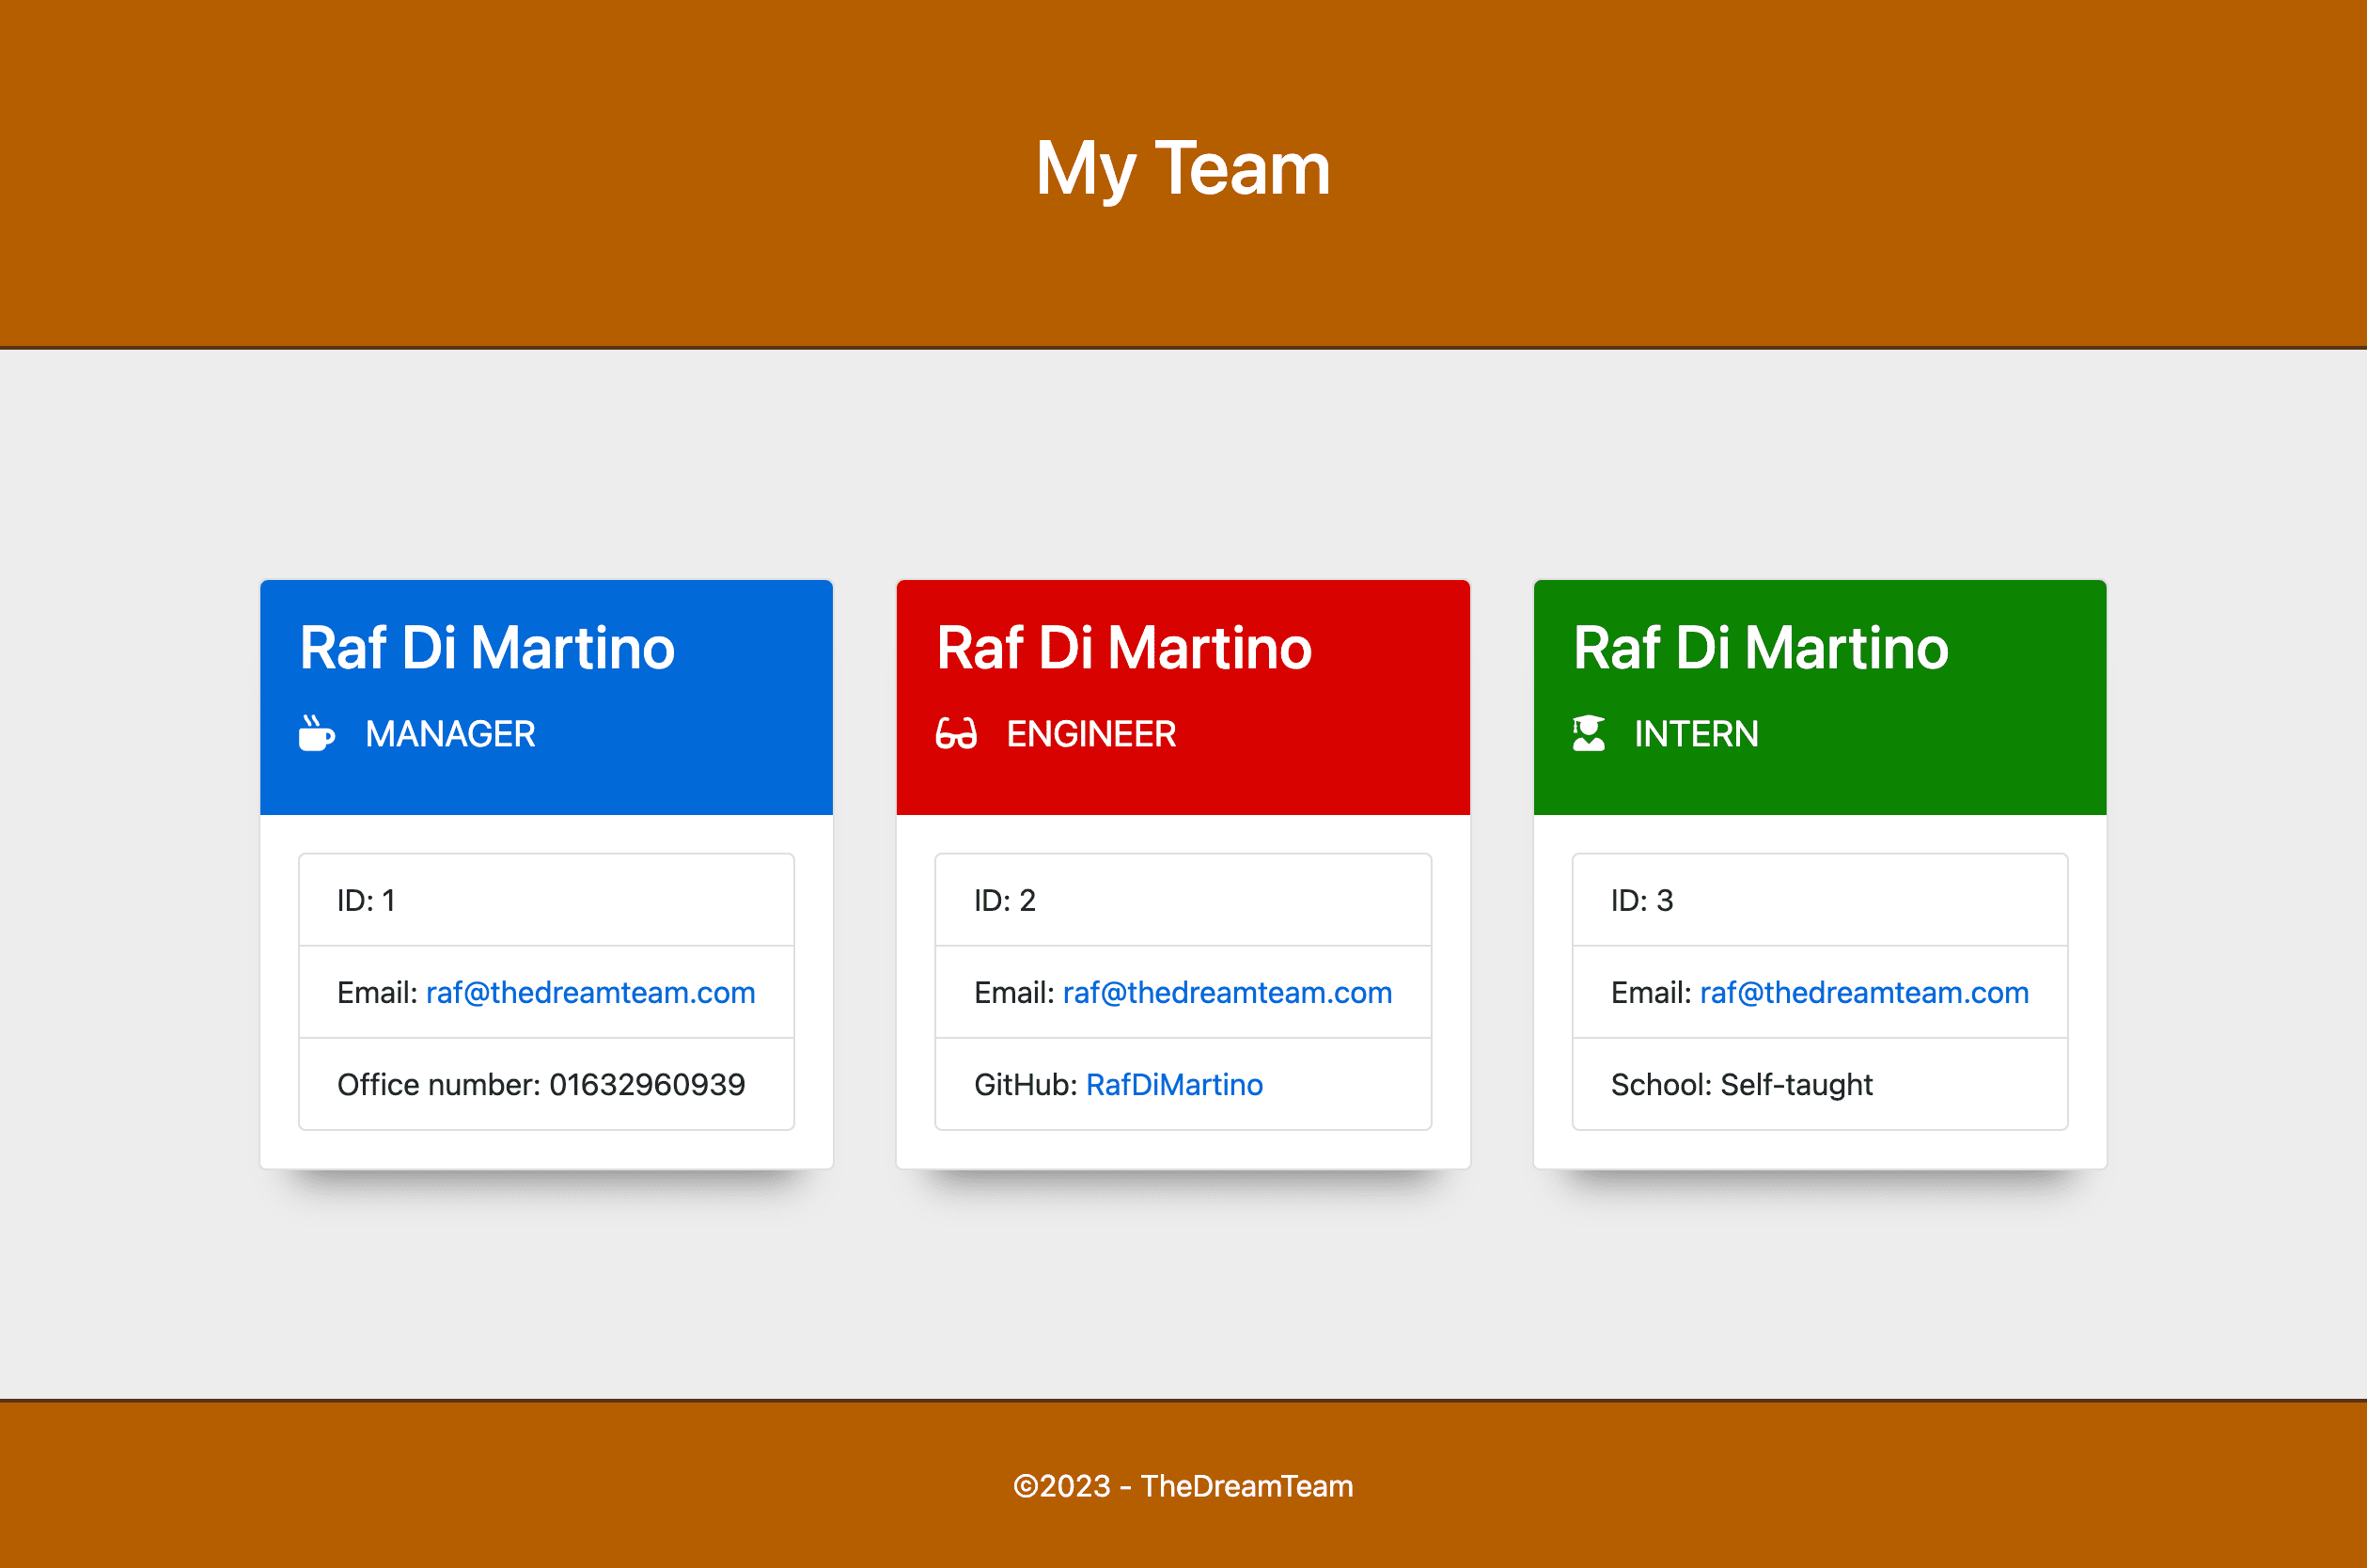 My Team
Raf Di Martino
MANAGER
ID: 1
Email: raf@thedreamteam.com
Office number: 01632960939
Raf Di Martino
ENGINEER
ID: 2
Email: raf@thedreamteam.com
GitHub: RafDiMartino
Raf Di Martino
INTERN
ID: 3
Email: raf@thedreamteam.com
School: Self-taught
©2023 - TheDreamTeam